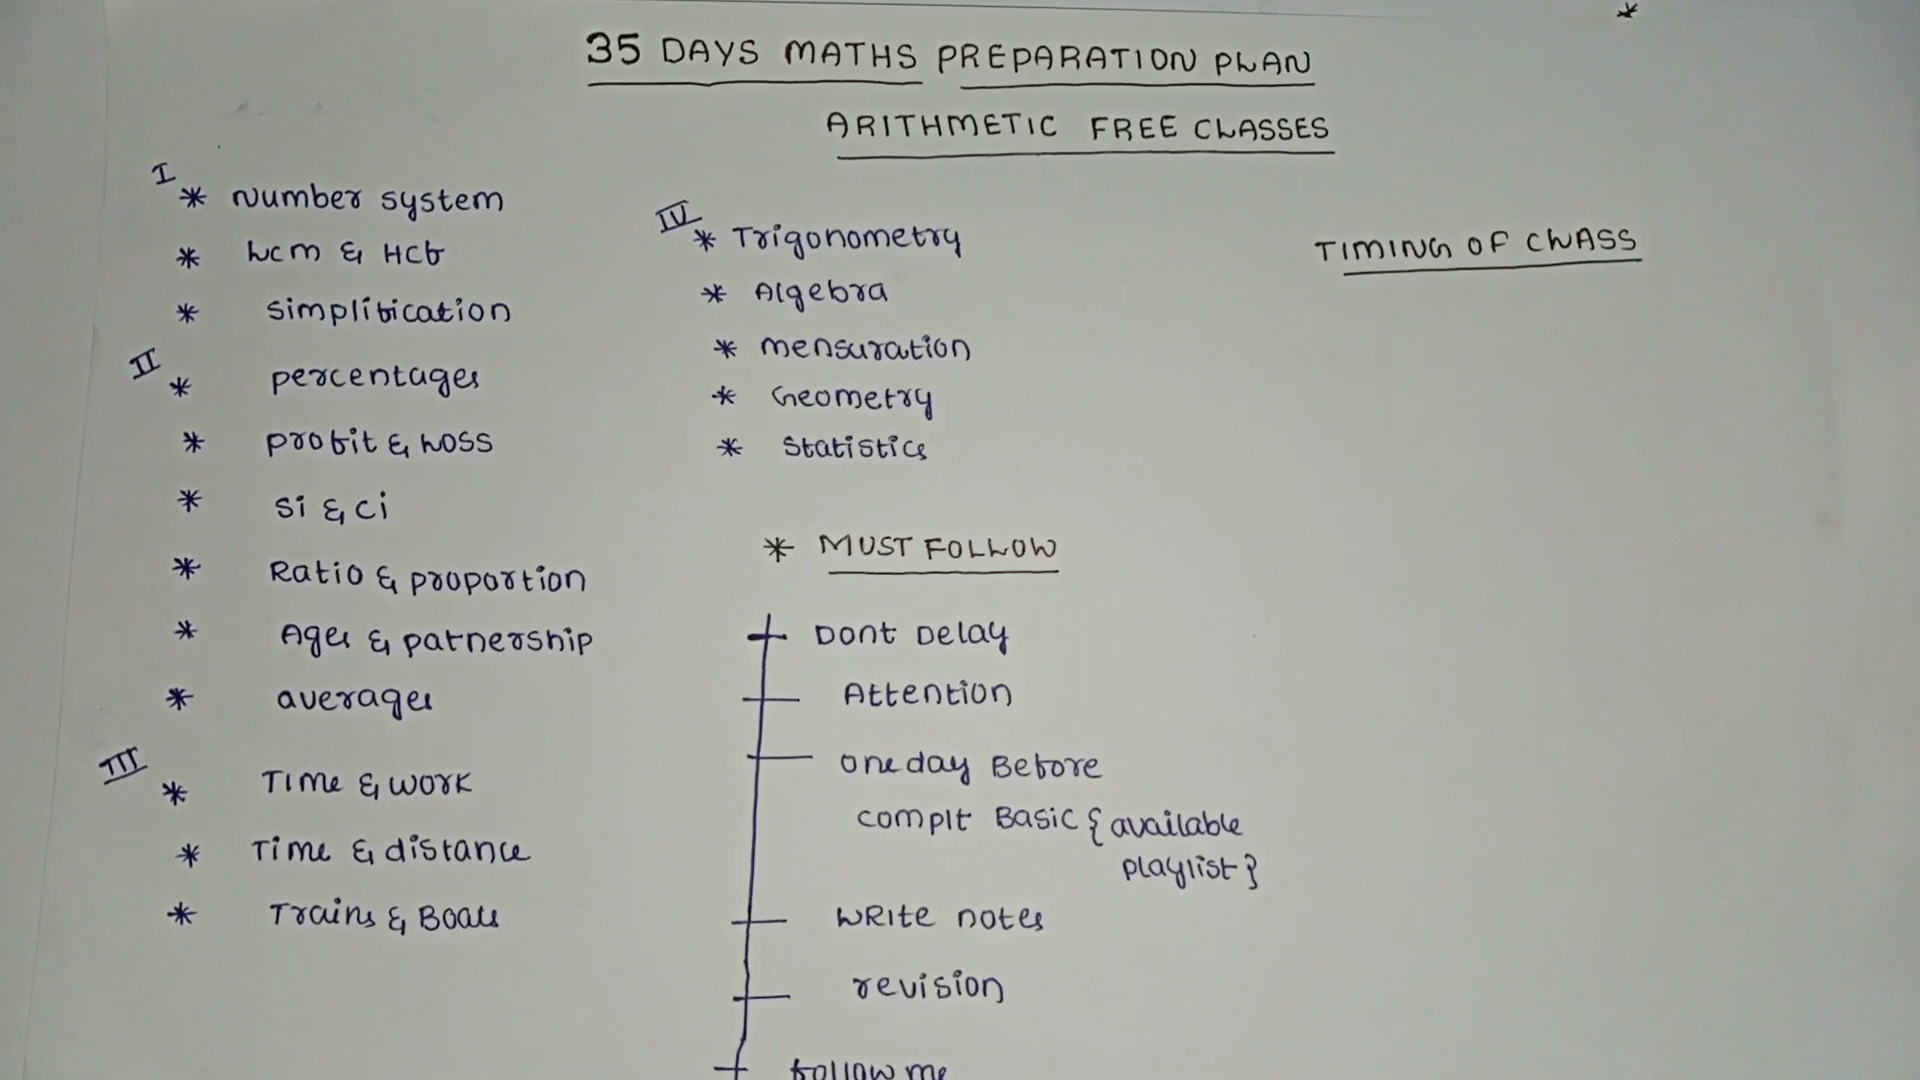 35 DAYS MATHS PREPARATION PLAN
ARITHMETIC FREE CLASSES
I
* Number system
* Lcm & HCf
* Simplification
II
* percentages
* profit & Loss
* Si & Ci
* Ratio & proportion
* Ages & patnership
* averages
III
* Time & work
* Time & distance
* Trains & Boats
IV
* Trigonometry
* Algebra
* mensuration
* Geometry
* Statistics
* MUST FOLLOW
Dont Delay
Attention
one day Before
complt Basic { available
playlist }
WRite notes
revision
follow me
TIMING OF CLASS